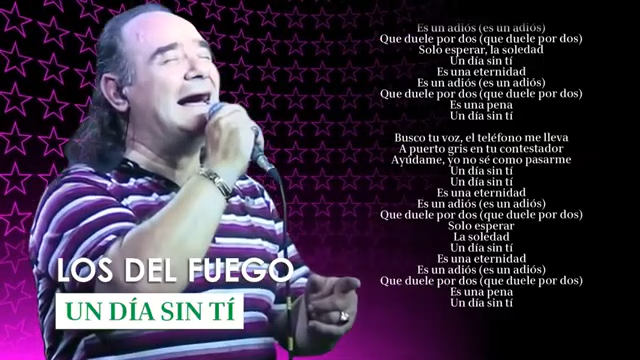 Es un adiós (es un adiós)
Que duele por dos (que duele por dos)
Solo esperar, la soledad
Un día sin tí
Es una eternidad
Es un adiós (es un adiós)
Que duele por dos (que duele por dos)
Es una pena
Un día sin tí
Busco tu voz, el teléfono me lleva
A puerto gris en tu contestador
Ayúdame, yo no sé como pasarme
Un día sin tí
Un día sin tí
Es una eternidad
Es un adiós (es un adiós)
Que duele por dos (que duele por dos)
Solo esperar
La soledad
Un día sin tí
Es una eternidad
Es un adiós (es un adiós)
Que duele por dos (que duele por dos)
Es una pena
Un día sin tí
LOS DEL FUEGO
UN DÍA SIN TÍ